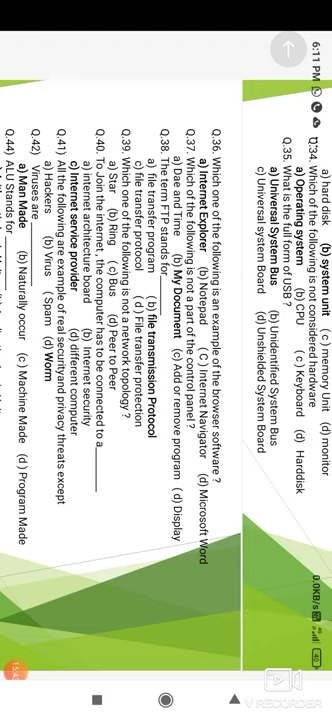 6:11 PM
0.0KB/s
a) hard disk (b) system unit (c) memory Unit (d) monitor
Q.34. Which of the following is not considered hardware
a) Operating system (b) CPU (c) Keyboard (d) Harddisk
Q.35. What is the full form of USB ?
a) Universal System Bus (b) Unidentified System Bus
c) Universal system Board (d) Unshielded System Board
Q.36. Which one of the following is an example of the browser software ?
a) Internet Explorer (b) Notepad (C) Internet Navigator (d) Microsoft Word
Q.37. Which of the following is not a part of the control panel ?
a) Dae and Time (b) My Document (c) Add or remove program (d) Display
Q.38. The term FTP stands for
a) file transfer program (b) file transmission Protocol
c) file transfer protocol (d) File transfer protection
Q.39. Which one of the following is not a network topology ?
a) Star (b) Ring (c) Bus (d) Peer to Peer
Q.40. To Join the internet, the computer has to be connected to a
a) internet architecture board (b) Internet security
c) Internet service provider (d) different computer
Q.41) All the following are example of real security and privacy threats except
a) Hackers (b) Virus (Spam (d) Worm
Q.42) Viruses are
a) Man Made (b) Naturally occur (c) Machine Made (d) Program Made
Q.44) ALU Stands for
V RECORDER